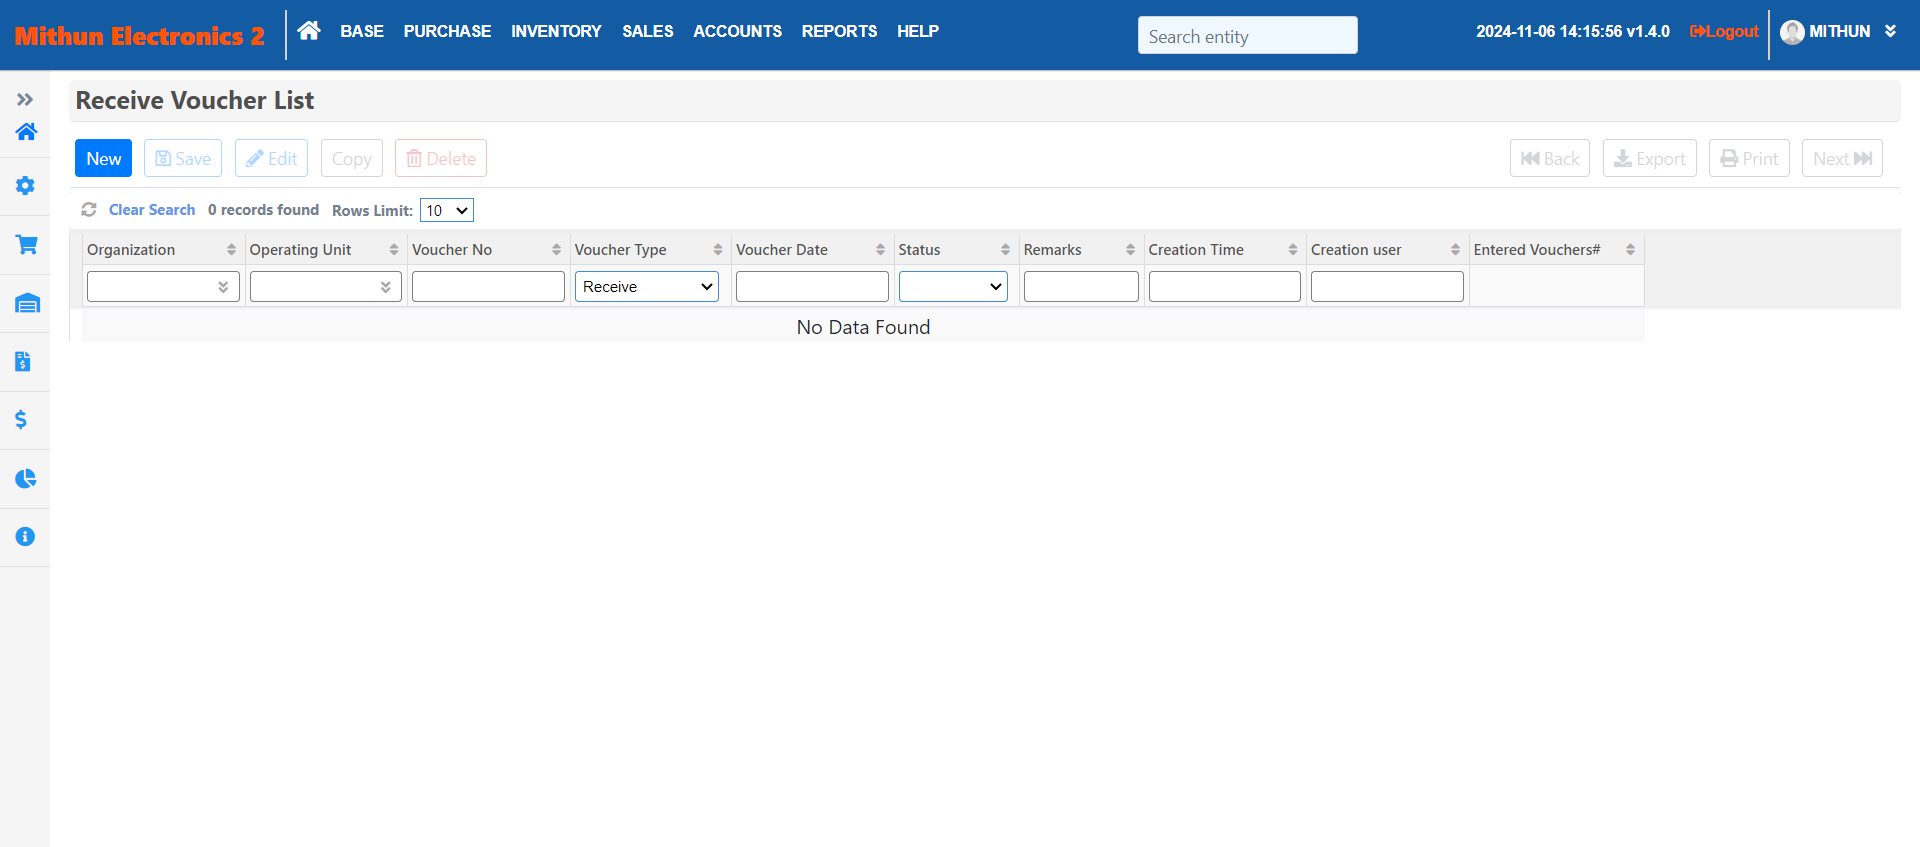 Mithun Electronics 2
BASE PURCHASE INVENTORY SALES ACCOUNTS REPORTS HELP
Search entity
2024-11-06 14:15:56 v1.4.0
Logout
MITHUN
Receive Voucher List
New Save Edit Copy Delete
Back Export Print Next
Clear Search 0 records found Rows Limit: 10
Organization Operating Unit Voucher No Voucher Type Voucher Date Status Remarks Creation Time Creation user Entered Vouchers#
Receive
No Data Found